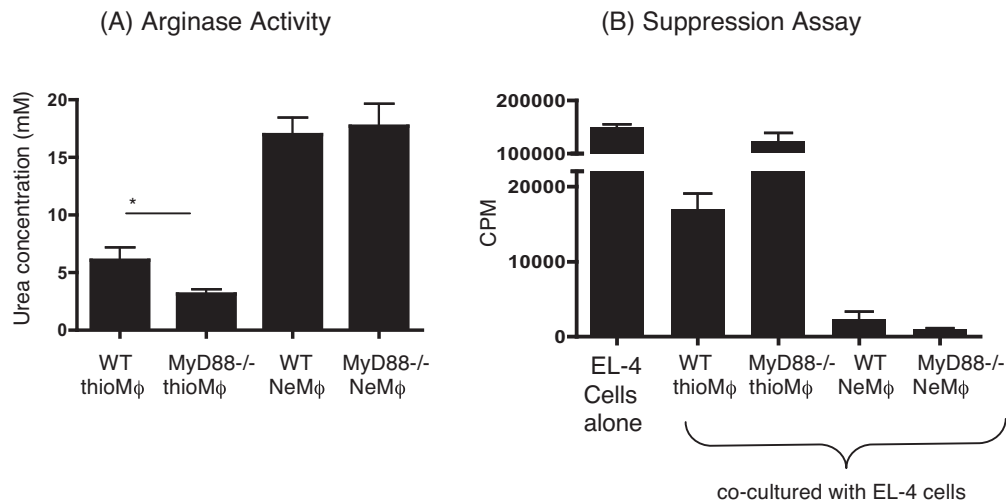 (A) Arginase Activity
Urea concentration (mM)
20
15
10
5
0
*
WT
thioMϕ
MyD88-/-
thioMϕ
WT
NeMϕ
MyD88-/-
NeMϕ
(B) Suppression Assay
CPM
200000
100000
20000
10000
0
EL-4
Cells
alone
WT
thioMϕ
MyD88-/-
thioMϕ
WT
NeMϕ
MyD88-/-
NeMϕ
co-cultured with EL-4 cells